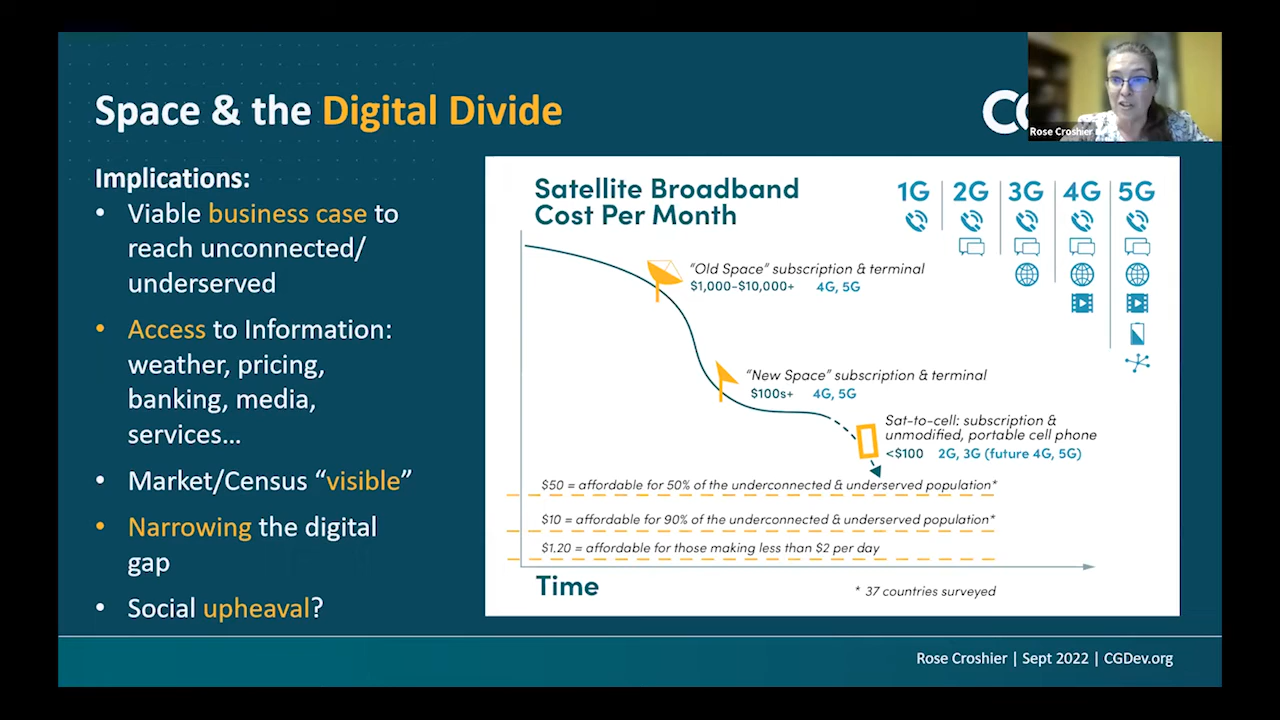 Space & the Digital Divide
Rose Croshier
Implications:
• Viable business case to
reach unconnected/
underserved
• Access to Information:
weather, pricing,
banking, media,
services…
• Market/Census “visible”
• Narrowing the digital
gap
• Social upheaval?
Satellite Broadband
Cost Per Month
1G 2G 3G 4G 5G
“Old Space” subscription & terminal
$1,000–$10,000+ 4G, 5G
“New Space” subscription & terminal
$100s+ 4G, 5G
Sat-to-cell: subscription &
unmodified, portable cell phone
<$100 2G, 3G (future 4G, 5G)
$50 = affordable for 50% of the underconnected & underserved population*
$10 = affordable for 90% of the underconnected & underserved population*
$1.20 = affordable for those making less than $2 per day
Time
* 37 countries surveyed
Rose Croshier | Sept 2022 | CGDev.org